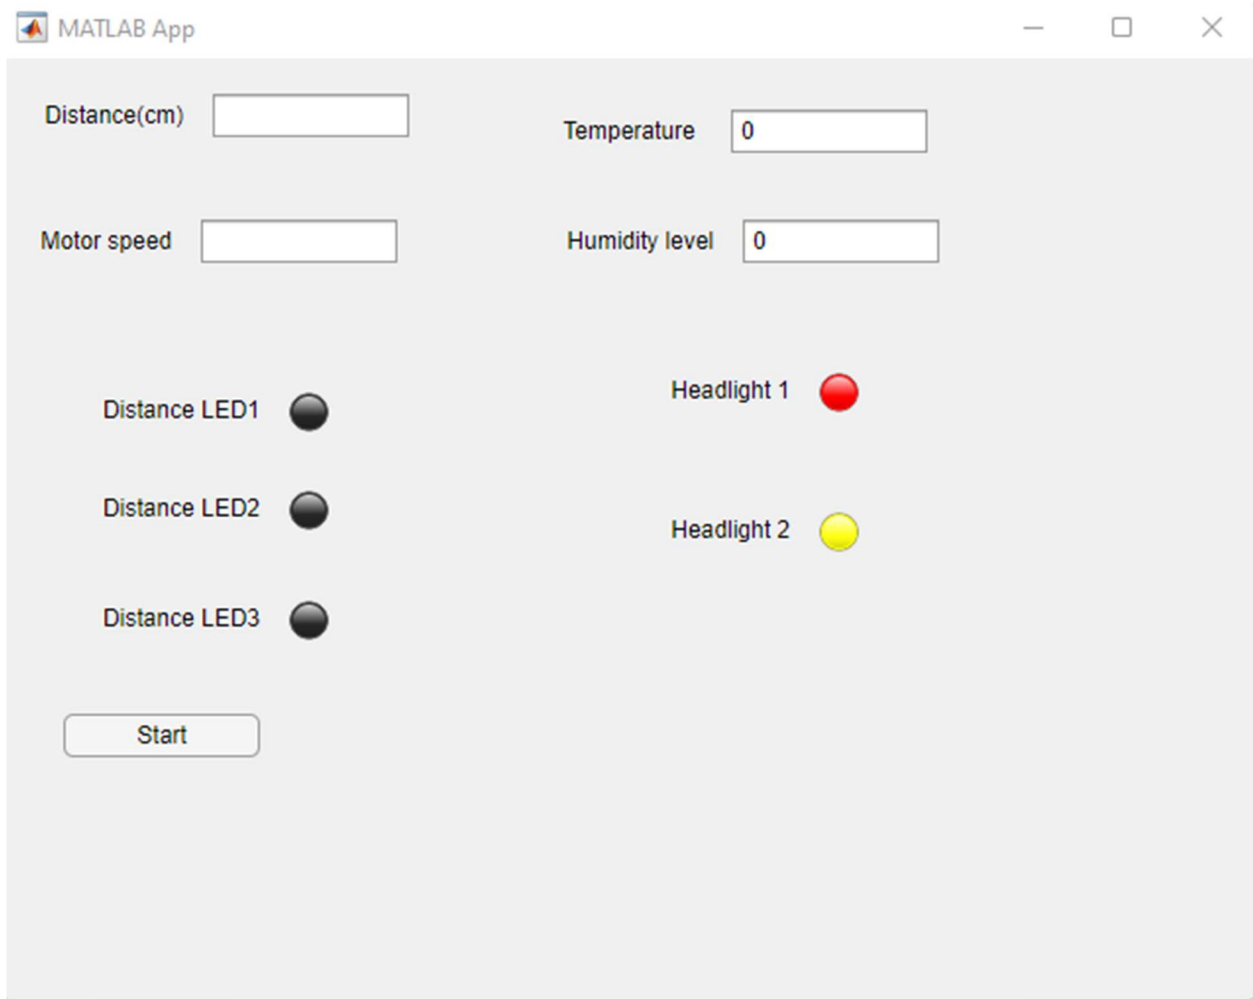 MATLAB App
Distance(cm)
Temperature 0
Motor speed
Humidity level 0
Headlight 1
Distance LED1
Distance LED2
Headlight 2
Distance LED3
Start